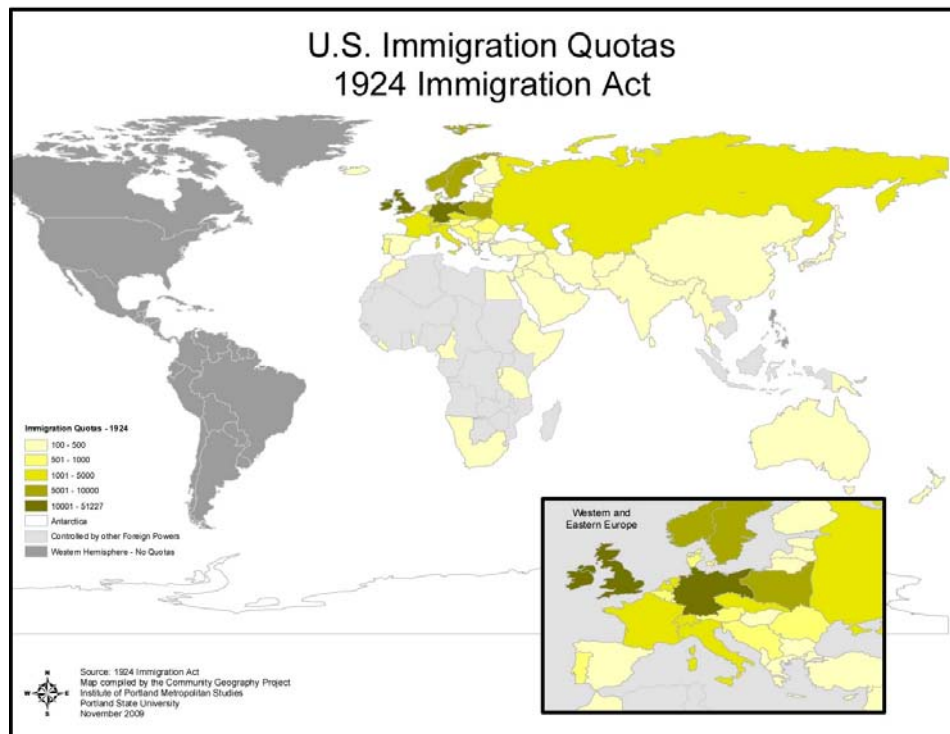 U.S. Immigration Quotas
1924 Immigration Act
Immigration Quotas - 1924
100 - 500
501 - 1000
1001 - 5000
5001 - 10000
10001 - 51227
Antarctica
Controlled by other Foreign Powers
Western Hemisphere - No Quotas
Western and
Eastern Europe
N
W
E
S
Source: 1924 Immigration Act
Map compiled by the Community Geography Project
Institute of Portland Metropolitan Studies
Portland State University
November 2009